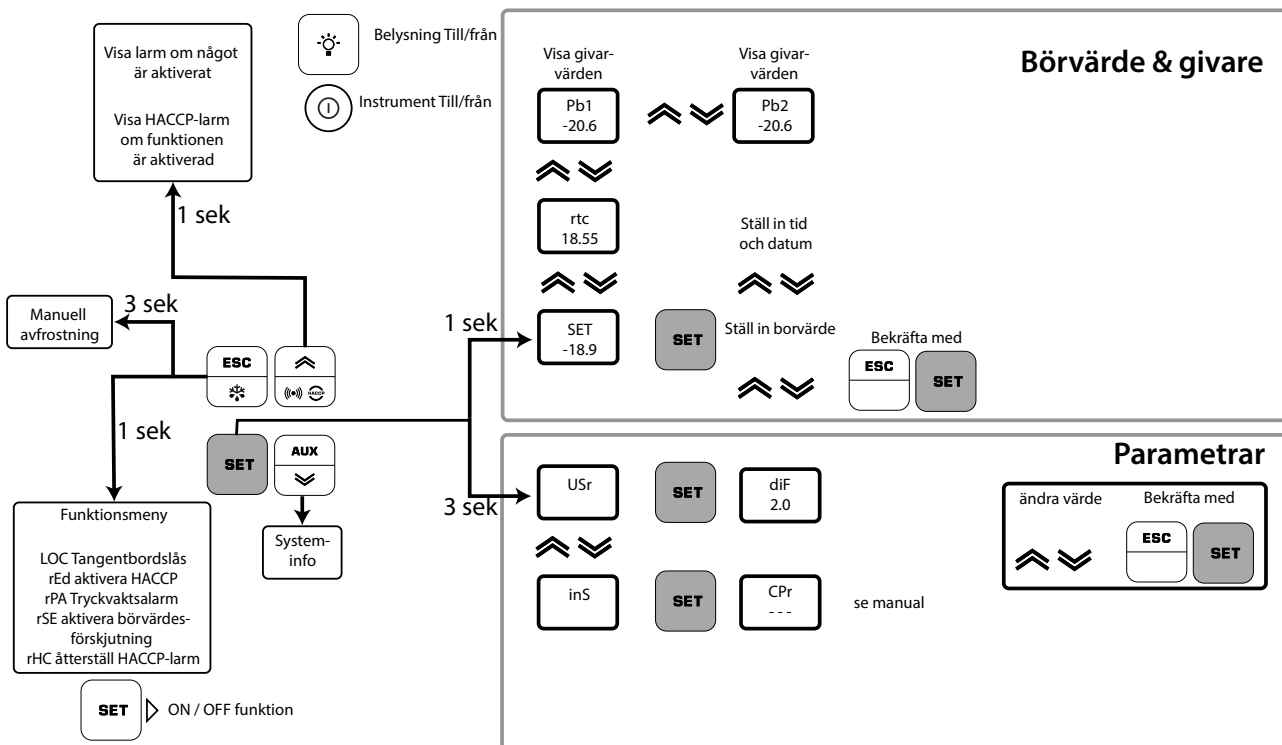 Visa larm om något
är aktiverat
Visa HACCP-larm
om funktionen
är aktiverad
Belysning Till/från
Instrument Till/från
1 sek
3 sek
Manuell
avfrostning
ESC
HACCP
1 sek
SET
AUX
System-
info
Funktionsmeny
LOC Tangentbordslås
rEd aktivera HACCP
rPA Tryckvaktsalarm
rSE aktivera börvärdes-
förskjutning
rHC åtterställ HACCP-larm
SET
ON / OFF funktion
Börvärde & givare
Visa givar-
värden
Pb1
-20.6
Visa givar-
värden
Pb2
-20.6
rtc
18.55
Ställ in tid
och datum
1 sek
SET
-18.9
SET
Ställ in borvärde
Bekräfta med
ESC
SET
Parametrar
3 sek
USr
SET
diF
2.0
inS
SET
CPr
- - -
se manual
ändra värde
Bekräfta med
ESC
SET